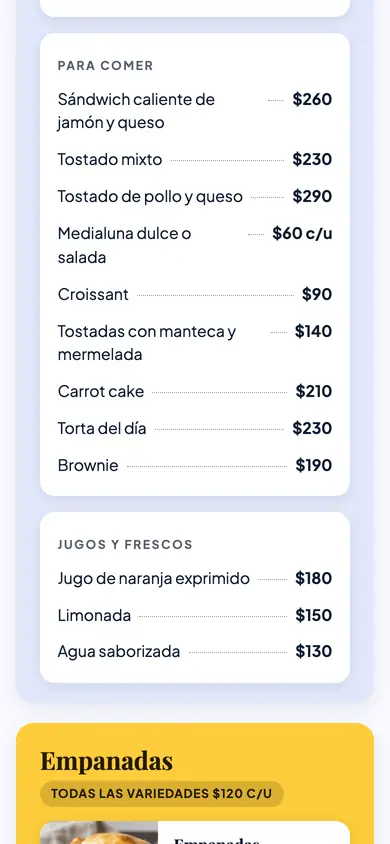 PARA COMER
Sándwich caliente de $260
jamón y queso
Tostado mixto $230
Tostado de pollo y queso $290
Medialuna dulce o $60 c/u
salada
Croissant $90
Tostadas con manteca y $140
mermelada
Carrot cake $210
Torta del día $230
Brownie $190
JUGOS Y FRESCOS
Jugo de naranja exprimido $180
Limonada $150
Agua saborizada $130
Empanadas
TODAS LAS VARIEDADES $120 C/U
Empanadas